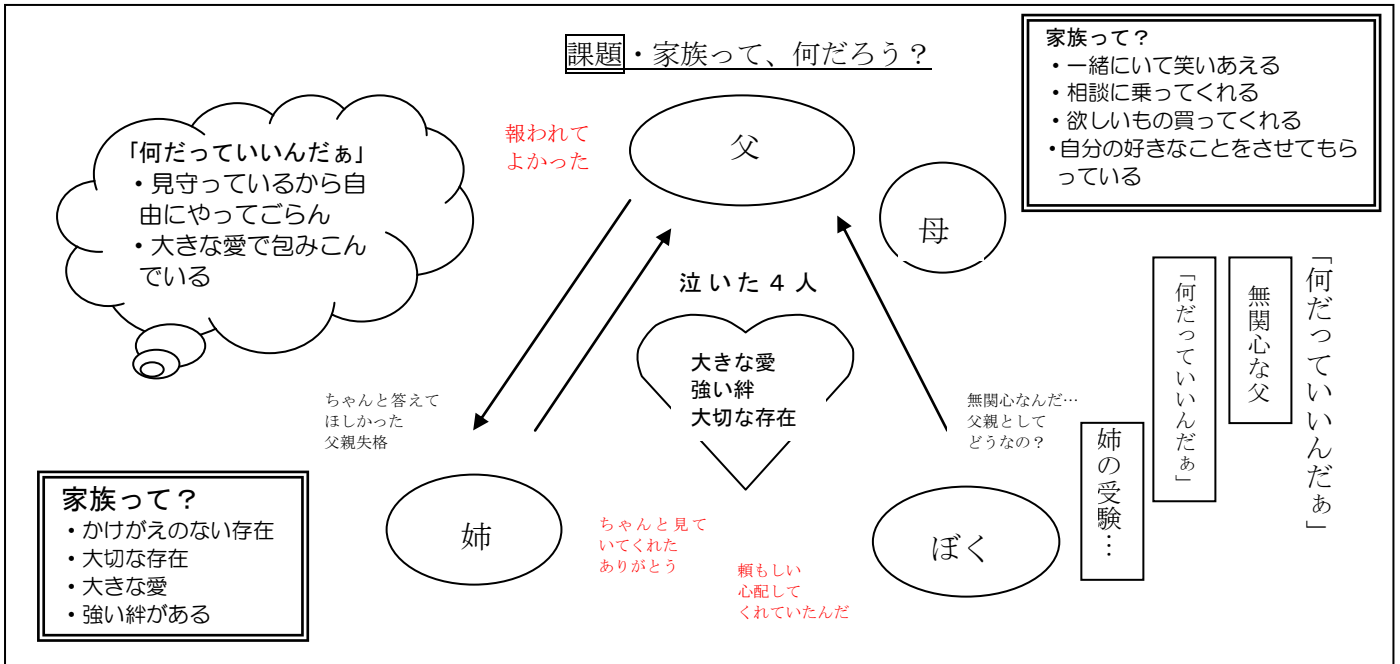 課題・家族って、何だろう？
家族って？
・一緒にいて笑いあえる
・相談に乗ってくれる
・欲しいもの買ってくれる
・自分の好きなことをさせてもら
っている
「何だっていいんだぁ」
無関心な父
「何だっていいんだぁ」
姉の受験…
父
母
報われて
よかった
「何だっていいんだぁ」
・見守っているから自
由にやってごらん
・大きな愛で包みこん
でいる
泣いた４人
大きな愛
強い絆
大切な存在
ちゃんと答えて
ほしかった
父親失格
無関心なんだ…
父親として
どうなの？
姉
ぼく
ちゃんと見て
いてくれた
ありがとう
頼もしい
心配して
くれていたんだ
家族って？
・かけがえのない存在
・大切な存在
・大きな愛
・強い絆がある